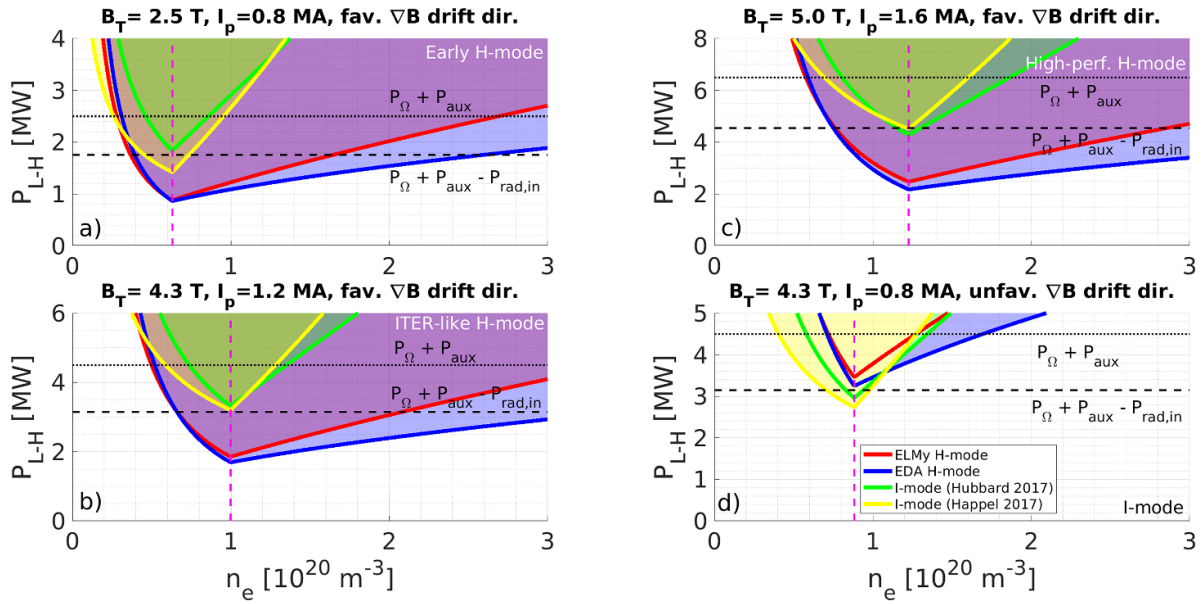 B_T= 2.5 T, I_p=0.8 MA, fav. ∇B drift dir.
4
3
2
1
0
P_L-H [MW]
Early H-mode
P_Ω + P_aux
P_Ω + P_aux - P_rad,in
a)
0 1 2 3
B_T= 4.3 T, I_p=1.2 MA, fav. ∇B drift dir.
6
4
2
0
P_L-H [MW]
ITER-like H-mode
P_Ω + P_aux
P_Ω + P_aux - P_rad,in
b)
0 1 2 3
n_e [10^20 m^-3]
B_T= 5.0 T, I_p=1.6 MA, fav. ∇B drift dir.
8
6
4
2
0
P_L-H [MW]
High-perf. H-mode
P_Ω + P_aux
P_Ω + P_aux - P_rad,in
c)
0 1 2 3
B_T= 4.3 T, I_p=0.8 MA, unfav. ∇B drift dir.
5
4
3
2
1
0
P_L-H [MW]
P_Ω + P_aux
P_Ω + P_aux - P_rad,in
ELMy H-mode
EDA H-mode
I-mode (Hubbard 2017)
I-mode (Happel 2017)
d)
I-mode
0 1 2 3
n_e [10^20 m^-3]